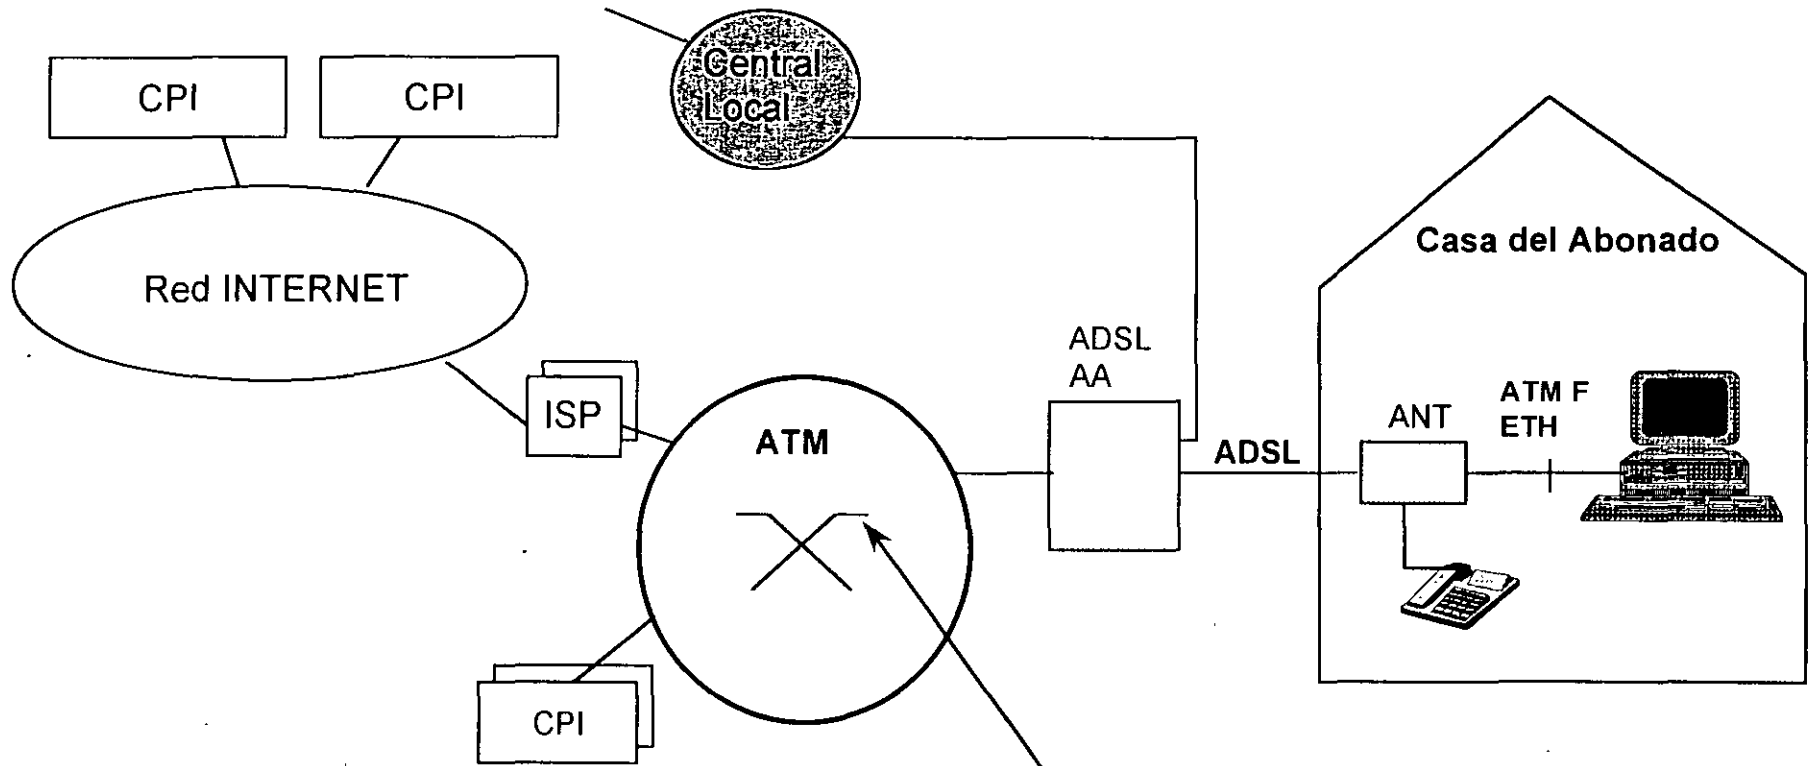 Central
Local
CPI
CPI
Casa del Abonado
Red INTERNET
ADSL
AA
ISP
ATM
ADSL
ANT
ATM F
ETH
CPI